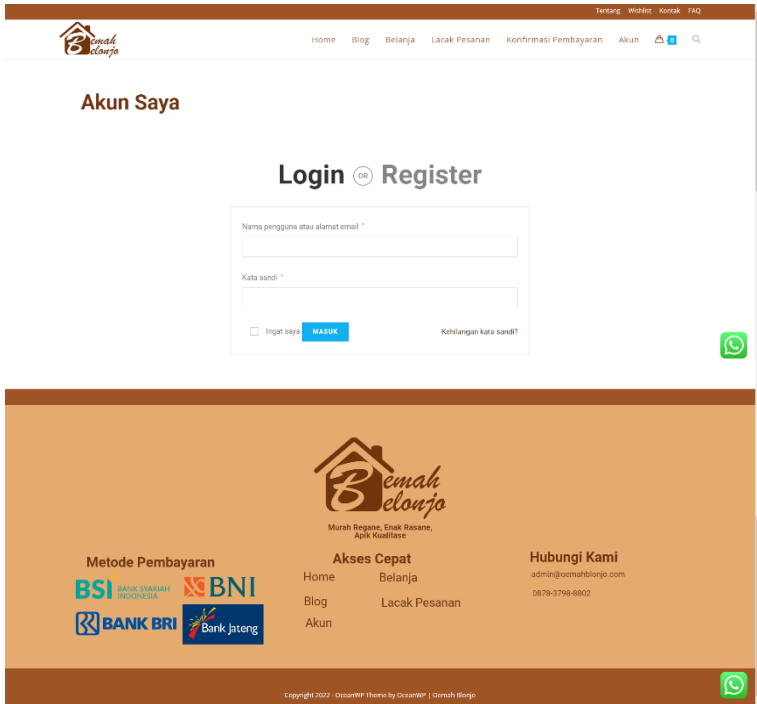 Tentang Wishlist Kontak FAQ
Bemah
Belonjo
Home Blog Belanja Lacak Pesanan Konfirmasi Pembayaran Akun 0
Akun Saya
Login OR Register
Nama pengguna atau alamat email *
Kata sandi *
Ingat saya MASUK Kehilangan kata sandi?
Bemah
Belonjo
Murah Regane, Enak Rasane,
Apik Kualitase
Metode Pembayaran
BSI BANK SYARIAH
INDONESIA
BNI
BANK BRI
Bank Jateng
Akses Cepat
Home Belanja
Blog Lacak Pesanan
Akun
Hubungi Kami
admin@oemahblonjo.com
0878-3798-8802
Copyright 2022 - OceanWP Theme by OceanWP | Oemah Blonjo